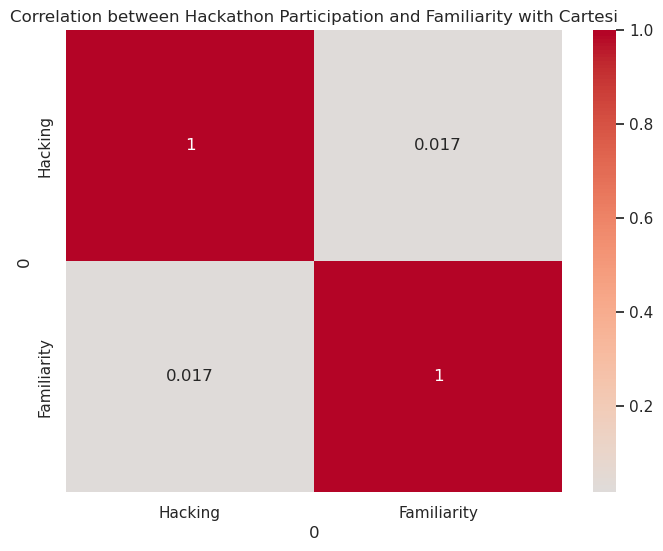 Correlation between Hackathon Participation and Familiarity with Cartesi
Hacking
1
0.017
0
Familiarity
0.017
1
Hacking
Familiarity
0
1.0
0.8
0.6
0.4
0.2